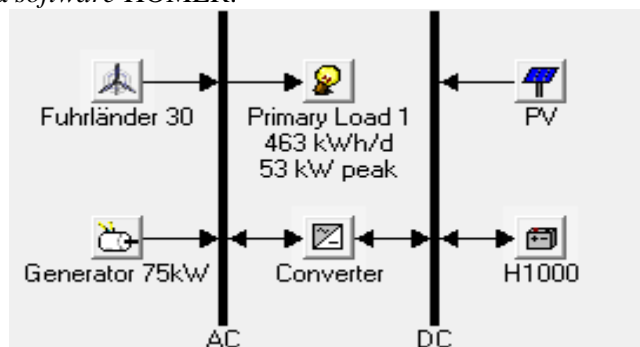 software HOMER.
Fuhrländer 30
Primary Load 1
463 kWh/d
53 kW peak
PV
Generator 75kW
Converter
H1000
AC
DC